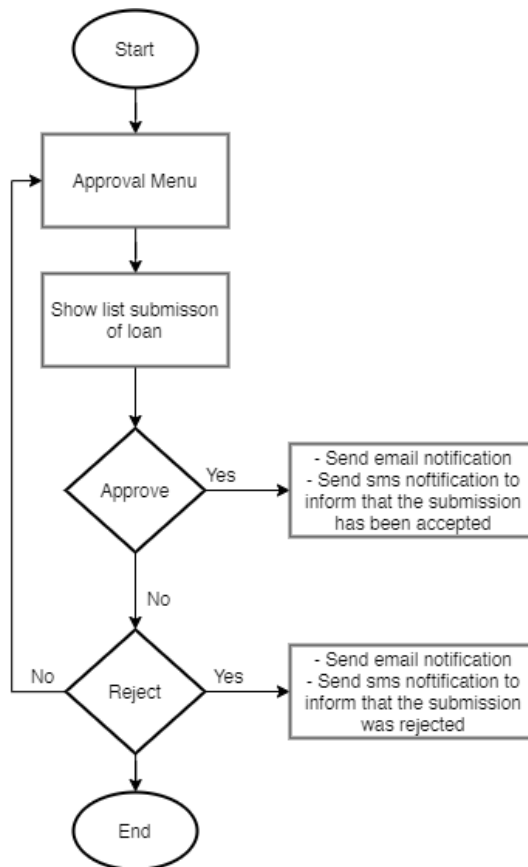 Start
Approval Menu
Show list submisson
of loan
Approve
Yes
- Send email notification
- Send sms noftification to
inform that the submission
has been accepted
No
Reject
No
Yes
- Send email notification
- Send sms noftification to
inform that the submission
was rejected
End